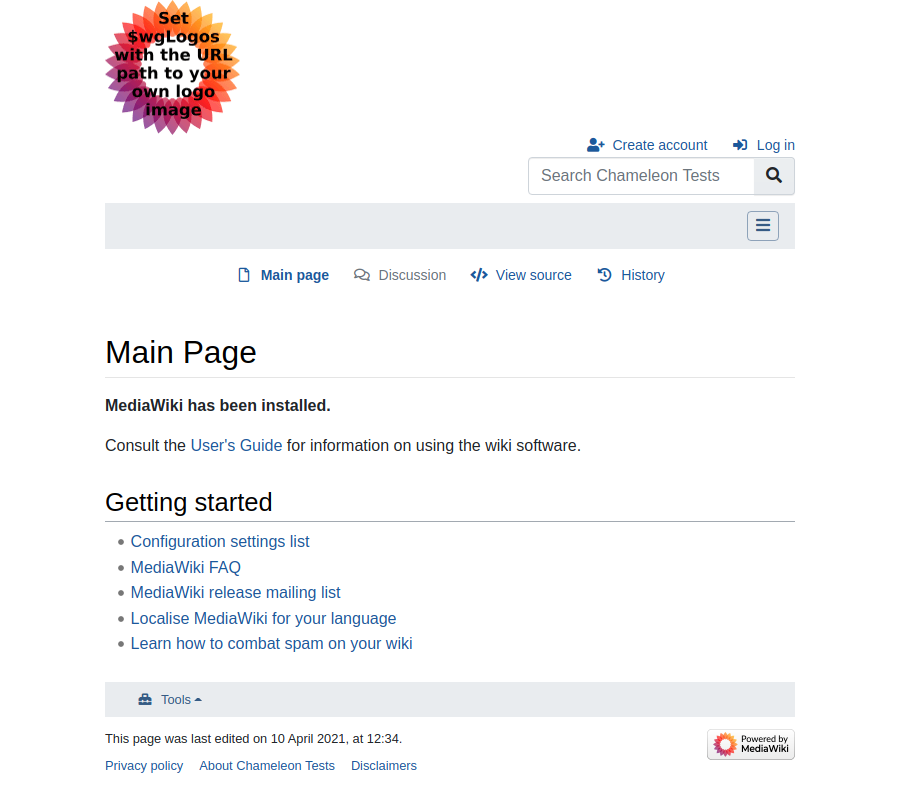 Set
$wgLogos
with the URL
path to your
own logo
image
Create account Log in
Search Chameleon Tests
Main page Discussion View source History
Main Page
MediaWiki has been installed.
Consult the User's Guide for information on using the wiki software.
Getting started
Configuration settings list
MediaWiki FAQ
MediaWiki release mailing list
Localise MediaWiki for your language
Learn how to combat spam on your wiki
Tools
This page was last edited on 10 April 2021, at 12:34.
Powered by
MediaWiki
Privacy policy About Chameleon Tests Disclaimers